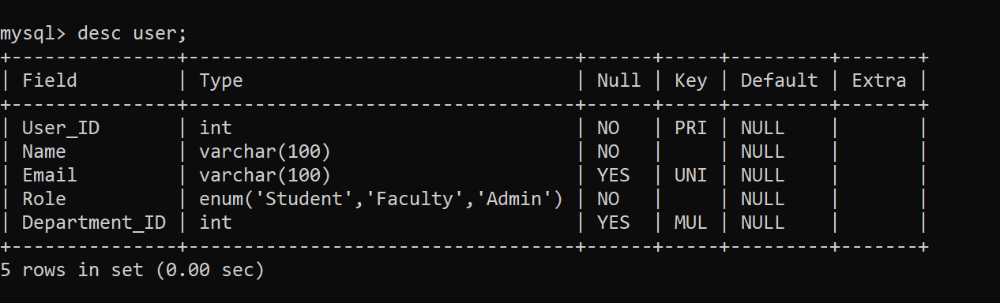 mysql> desc user;
+---------------+-----------------------------------+------+-----+---------+-------+
| Field         | Type                              | Null | Key | Default | Extra |
+---------------+-----------------------------------+------+-----+---------+-------+
| User_ID       | int                               | NO   | PRI | NULL    |       |
| Name          | varchar(100)                      | NO   |     | NULL    |       |
| Email         | varchar(100)                      | YES  | UNI | NULL    |       |
| Role          | enum('Student','Faculty','Admin') | NO   |     | NULL    |       |
| Department_ID | int                               | YES  | MUL | NULL    |       |
+---------------+-----------------------------------+------+-----+---------+-------+
5 rows in set (0.00 sec)